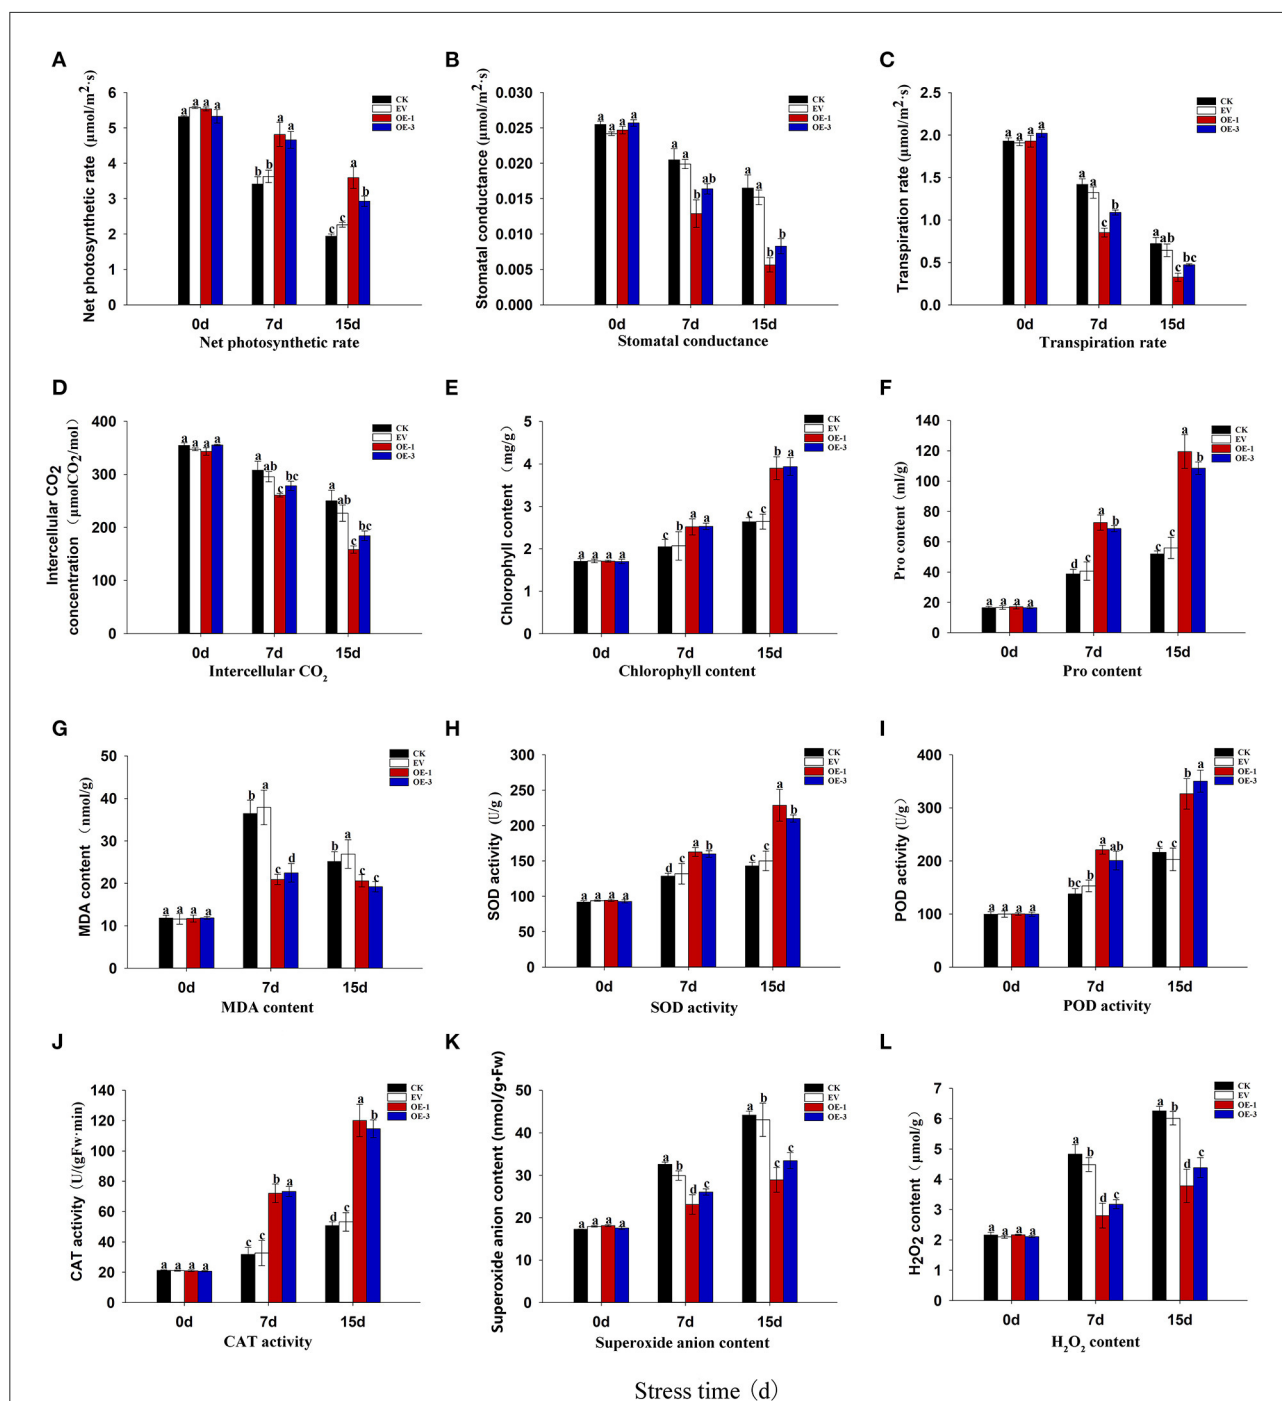 A
Net photosynthetic rate (μmol/m²·s)
6
5
4
3
2
1
0
a a a a
b b a a
c c a b
CK
EV
OE-1
OE-3
0d 7d 15d
Net photosynthetic rate
B
Stomatal conductance (μmol/m²·s)
0.030
0.025
0.020
0.015
0.010
0.005
0.000
a a a a
a a b ab
a a b b
CK
EV
OE-1
OE-3
0d 7d 15d
Stomatal conductance
C
Transpiration rate (μmol/m²·s)
2.5
2.0
1.5
1.0
0.5
0.0
a a a a
a a c b
a ab c bc
CK
EV
OE-1
OE-3
0d 7d 15d
Transpiration rate
D
Intercellular CO2
concentration （μmolCO2/mol）
400
300
200
100
0
a a a a
a ab c bc
a ab c bc
CK
EV
OE-1
OE-3
0d 7d 15d
Intercellular CO₂
E
Chlorophyll content （mg/g）
5
4
3
2
1
0
a a a a
c b a a
c c a a
CK
EV
OE-1
OE-3
0d 7d 15d
Chlorophyll content
F
Pro content (ml/g)
140
120
100
80
60
40
20
0
a a a a
d c a b
c c a b
CK
EV
OE-1
OE-3
0d 7d 15d
Pro content
G
MDA content （nmol/g)
50
40
30
20
10
0
a a a a
b a c d
b a c c
CK
EV
OE-1
OE-3
0d 7d 15d
MDA content
H
SOD activity (U/g)
300
250
200
150
100
50
0
a a a a
d c a b
c c a b
CK
EV
OE-1
OE-3
0d 7d 15d
SOD activity
I
POD activity (U/g）
400
300
200
100
0
a a a a
bc b a ab
c c b a
CK
EV
OE-1
OE-3
0d 7d 15d
POD activity
J
CAT activity（U/(gFw·min)
140
120
100
80
60
40
20
0
a a a a
c c b a
d c a b
CK
EV
OE-1
OE-3
0d 7d 15d
CAT activity
K
Superoxide anion content (nmol/g•Fw)
50
40
30
20
10
0
a a a a
a b d c
a b c c
CK
EV
OE-1
OE-3
0d 7d 15d
Superoxide anion content
L
H2O2 content（μmol/g）
7
6
5
4
3
2
1
0
a a a a
a b d c
a b d c
CK
EV
OE-1
OE-3
0d 7d 15d
H₂O₂ content
Stress time（d）